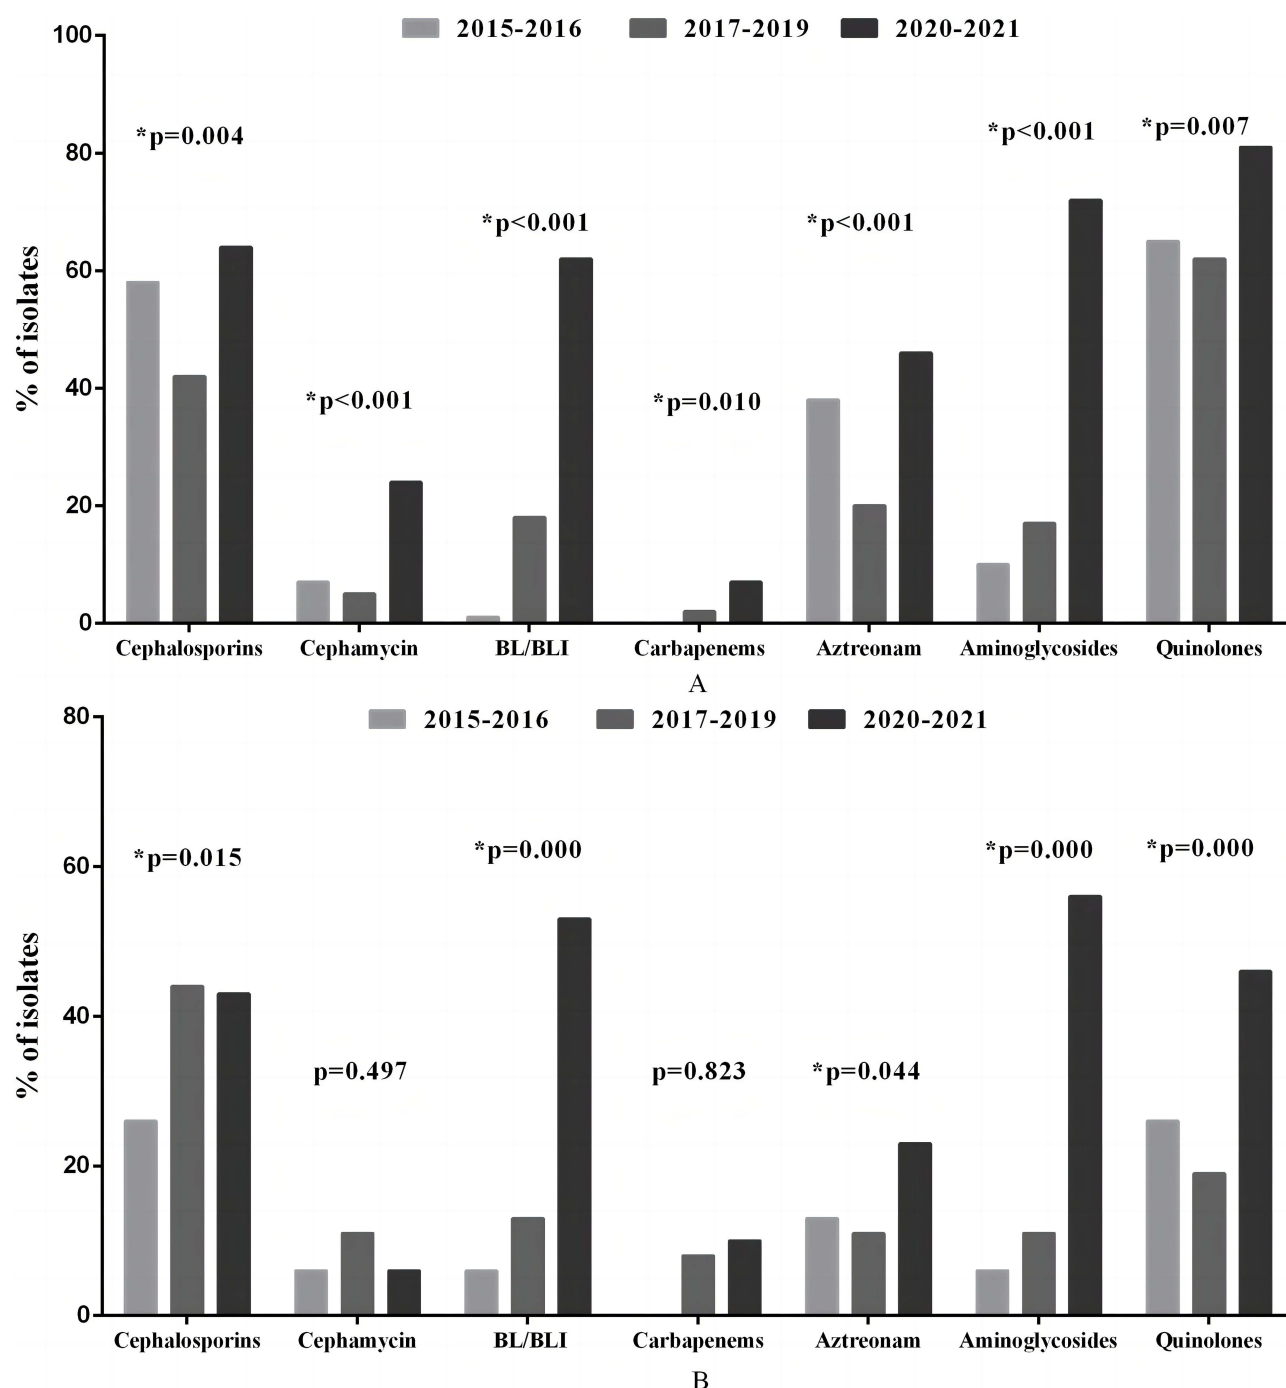 2015-2016 2017-2019 2020-2021
100
80
60
40
20
0
% of isolates
*p=0.004
*p<0.001
*p<0.001
*p=0.010
*p<0.001
*p<0.001
*p=0.007
Cephalosporins Cephamycin BL/BLI Carbapenems Aztreonam Aminoglycosides Quinolones
A
2015-2016 2017-2019 2020-2021
80
60
40
20
0
% of isolates
*p=0.015
p=0.497
*p=0.000
p=0.823
*p=0.044
*p=0.000
*p=0.000
Cephalosporins Cephamycin BL/BLI Carbapenems Aztreonam Aminoglycosides Quinolones
B